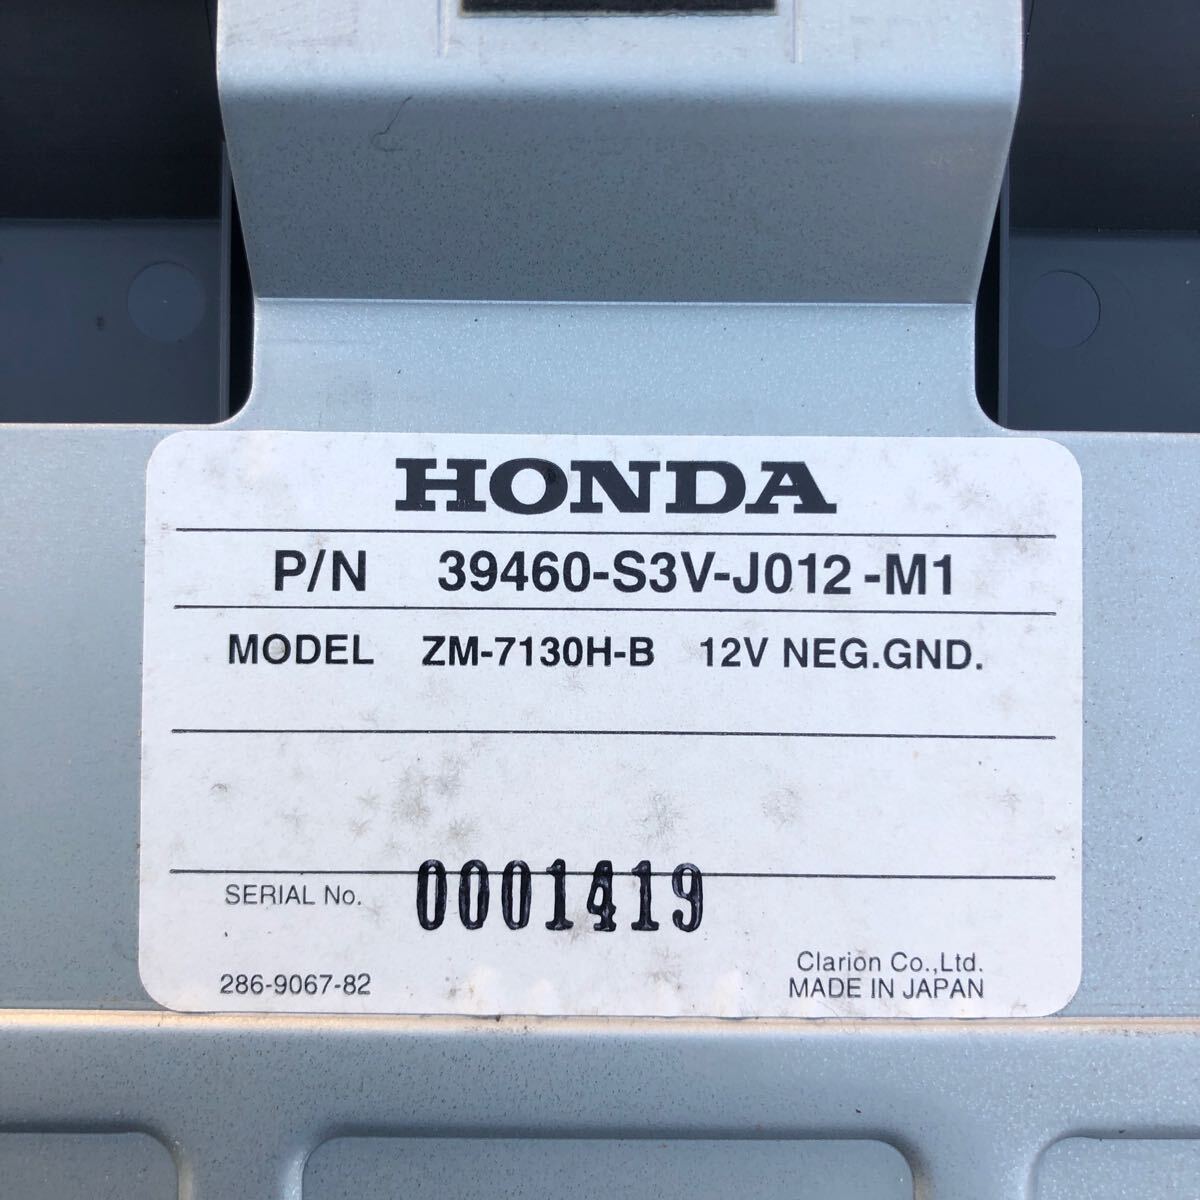 HONDA
P/N 39460-S3V-J012-M1
MODEL ZM-7130H-B 12V NEG.GND.
SERIAL No. 0001419
286-9067-82
Clarion Co.,Ltd.
MADE IN JAPAN